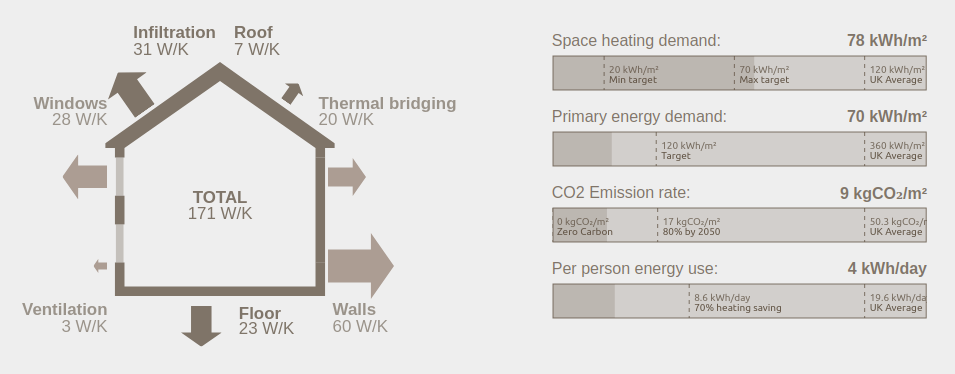 Infiltration
31 W/K
Roof
7 W/K
Windows
28 W/K
Thermal bridging
20 W/K
TOTAL
171 W/K
Ventilation
3 W/K
Floor
23 W/K
Walls
60 W/K
Space heating demand: 78 kWh/m²
20 kWh/m²
Min target
70 kWh/m²
Max target
120 kWh/m²
UK Average
Primary energy demand: 70 kWh/m²
120 kWh/m²
Target
360 kWh/m²
UK Average
CO2 Emission rate: 9 kgCO₂/m²
0 kgCO₂/m²
Zero Carbon
17 kgCO₂/m²
80% by 2050
50.3 kgCO₂/
UK Average
Per person energy use: 4 kWh/day
8.6 kWh/day
70% heating saving
19.6 kWh/da
UK Average